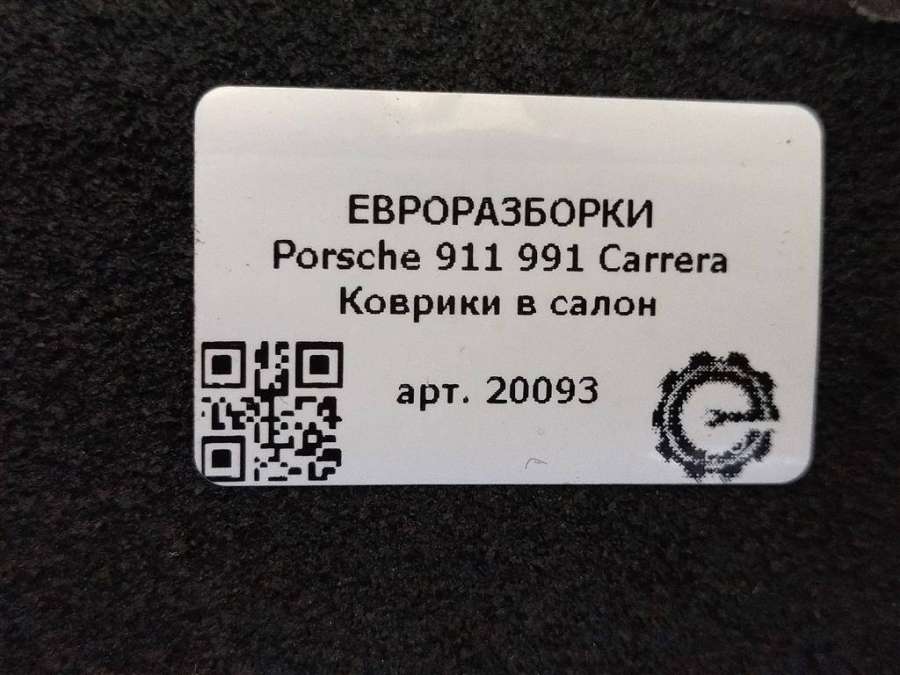 ЕВРОРАЗБОРКИ
Porsche 911 991 Carrera
Коврики в салон
арт. 20093